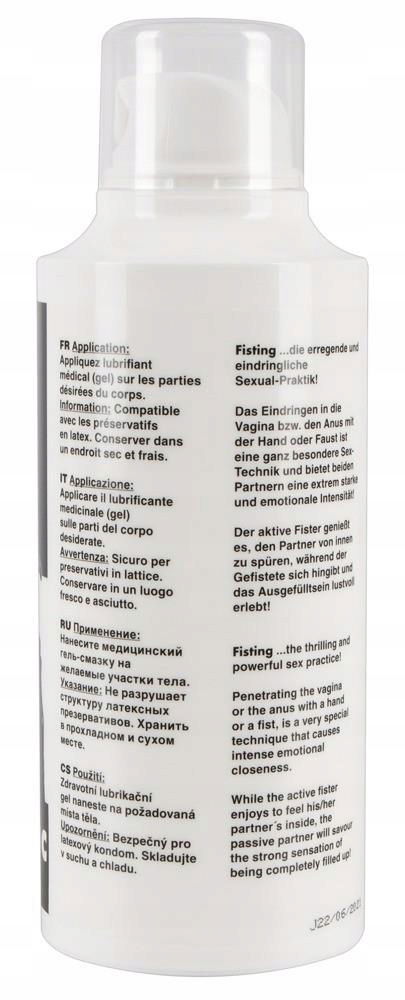 FR Application:
Appliquez lubrifiant
médical (gel) sur les parties
désirées du corps.
Information: Compatible
avec les préservatifs
en latex. Conserver dans
un endroit sec et frais.
IT Applicazione:
Applicare il lubrificante
medicinale (gel)
sulle parti del corpo
desiderate.
Avvertenza: Sicuro per
preservativi in lattice.
Conservare in un luogo
fresco e asciutto.
RU Применение:
Нанесите медицинский
гель-смазку на
желаемые участки тела.
Указание: Не разрушает
структуру латексных
презервативов. Хранить
в прохладном и сухом
месте.
CS Použití:
Zdravotní lubrikační
gel naneste na požadovaná
místa těla.
Upozornění: Bezpečný pro
latexový kondom. Skladujte
v suchu a chladu.
c
Fisting ...die erregende und
eindringliche
Sexual-Praktik!
Das Eindringen in die
Vagina bzw. den Anus mit
der Hand oder Faust ist
eine ganz besondere Sex-
Technik und bietet beiden
Partnern eine extrem starke
und emotionale Intensität!
Der aktive Fister genießt
es, den Partner von innen
zu spüren, während der
Gefistete sich hingibt und
das Ausgefülltsein lustvoll
erlebt!
Fisting ...the thrilling and
powerful sex practice!
Penetrating the vagina
or the anus with a hand
or a fist, is a very special
technique that causes
intense emotional
closeness.
While the active fister
enjoys to feel his/her
partner´s inside, the
passive partner will savour
the strong sensation of
being completely filled up!